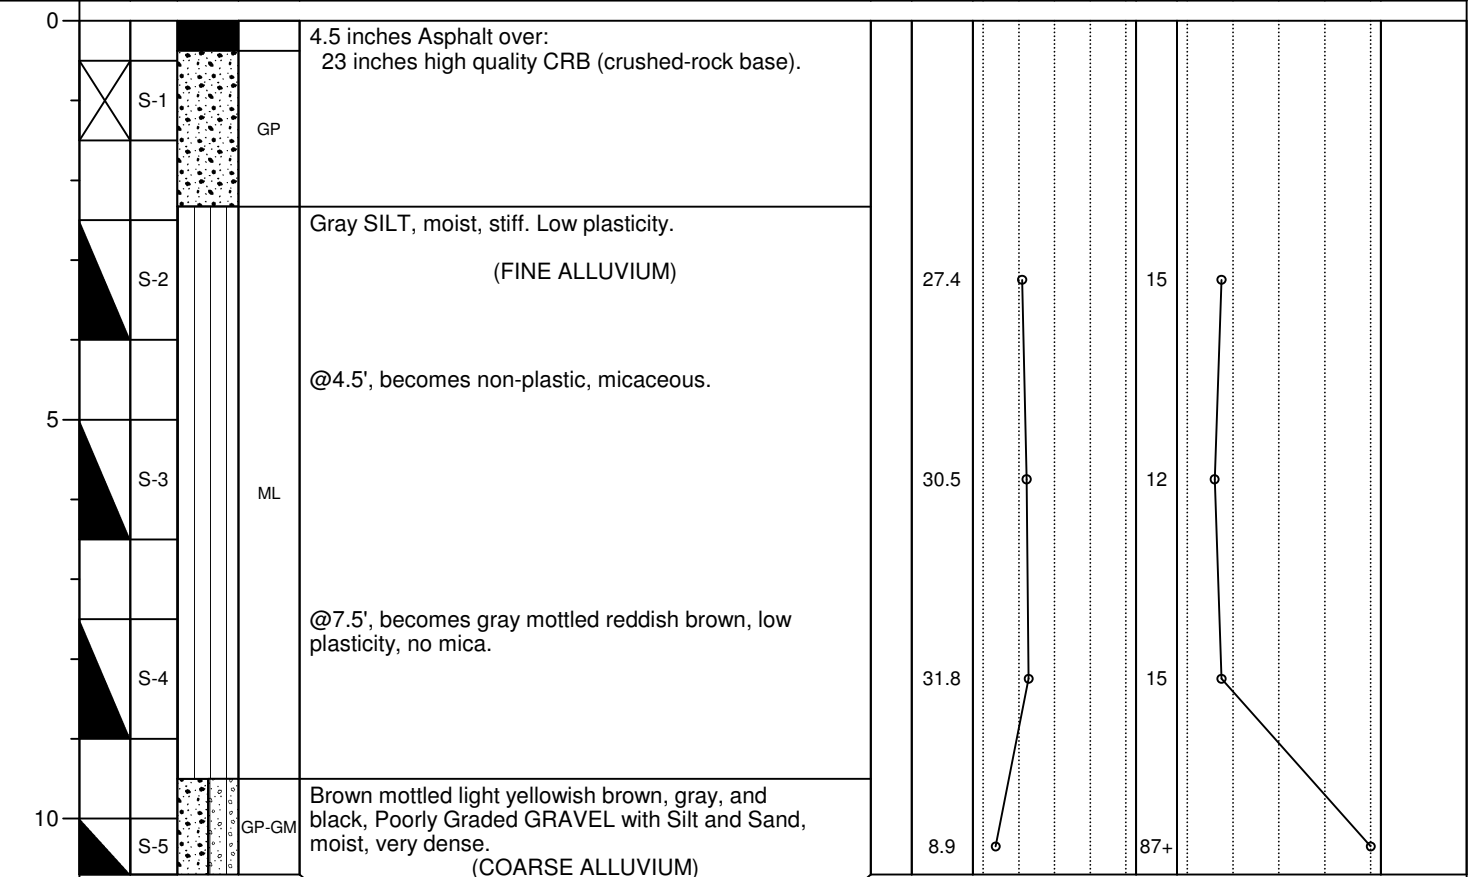 0
4.5 inches Asphalt over:
23 inches high quality CRB (crushed-rock base).
S-1
GP
Gray SILT, moist, stiff. Low plasticity.
(FINE ALLUVIUM)
S-2
27.4
15
@4.5', becomes non-plastic, micaceous.
5
S-3
ML
30.5
12
@7.5', becomes gray mottled reddish brown, low
plasticity, no mica.
S-4
31.8
15
Brown mottled light yellowish brown, gray, and
10
GP-GM
black, Poorly Graded GRAVEL with Silt and Sand,
moist, very dense.
S-5
8.9
87+
(COARSE ALLUVIUM)